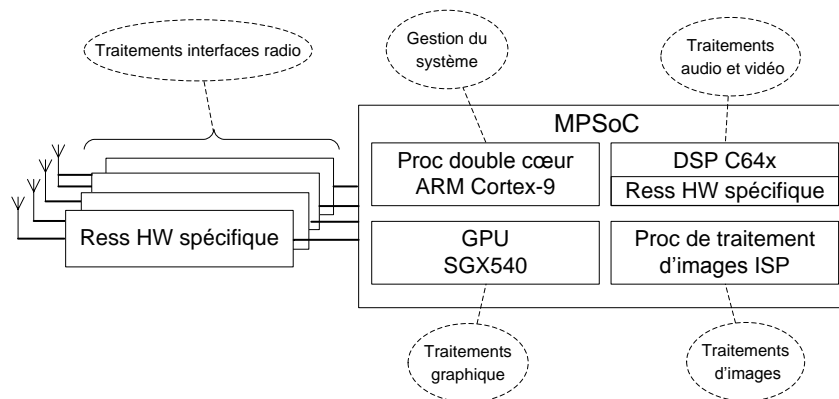 Traitements interfaces radio
Gestion du
système
Traitements
audio et vidéo
MPSoC
Proc double cœur
ARM Cortex-9
DSP C64x
Ress HW spécifique
Ress HW spécifique
GPU
SGX540
Proc de traitement
d'images ISP
Traitements
graphique
Traitements
d'images